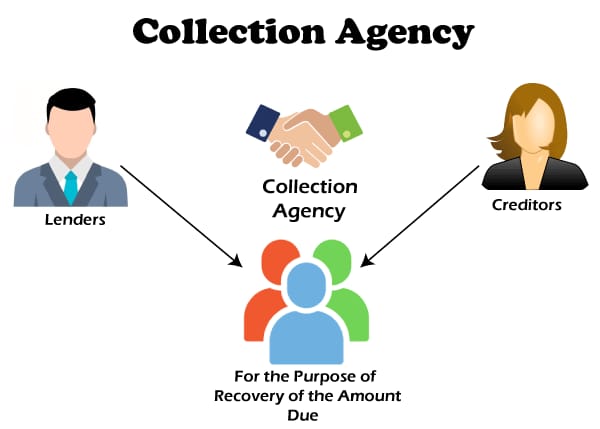 Collection Agency
Collection
Agency
Lenders
Creditors
For the Purpose of
Recovery of the Amount
Due